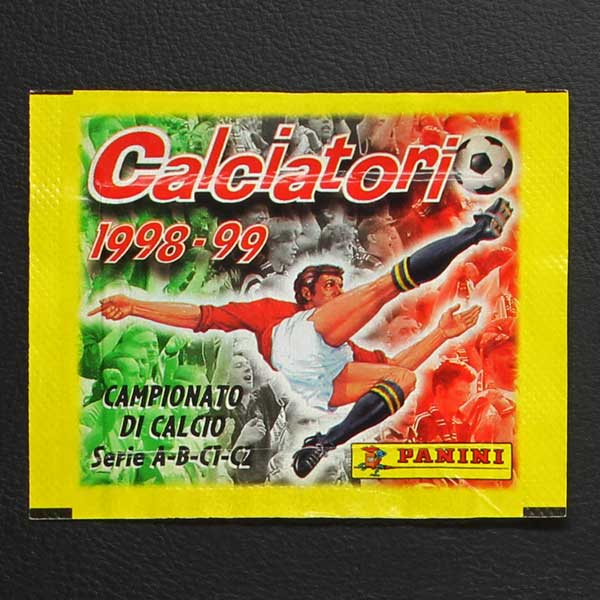 Calciatori
1998-99
CAMPIONATO
DI CALCIO
Serie A-B-C1-C2
PANINI